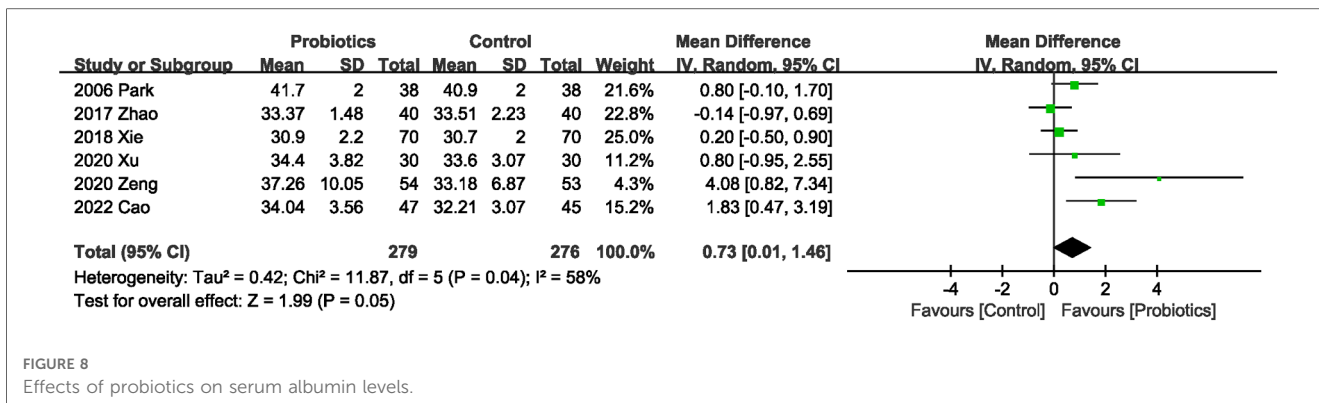 Probiotics Control Mean Difference Mean Difference
Study or Subgroup Mean SD Total Mean SD Total Weight IV. Random. 95% CI IV. Random. 95% CI
2006 Park 41.7 2 38 40.9 2 38 21.6% 0.80 [-0.10, 1.70]
2017 Zhao 33.37 1.48 40 33.51 2.23 40 22.8% -0.14 [-0.97, 0.69]
2018 Xie 30.9 2.2 70 30.7 2 70 25.0% 0.20 [-0.50, 0.90]
2020 Xu 34.4 3.82 30 33.6 3.07 30 11.2% 0.80 [-0.95, 2.55]
2020 Zeng 37.26 10.05 54 33.18 6.87 53 4.3% 4.08 [0.82, 7.34]
2022 Cao 34.04 3.56 47 32.21 3.07 45 15.2% 1.83 [0.47, 3.19]
Total (95% CI) 279 276 100.0% 0.73 [0.01, 1.46]
Heterogeneity: Tau² = 0.42; Chi² = 11.87, df = 5 (P = 0.04); I² = 58%
Test for overall effect: Z = 1.99 (P = 0.05)
-4 -2 0 2 4
Favours [Control] Favours [Probiotics]
FIGURE 8
Effects of probiotics on serum albumin levels.